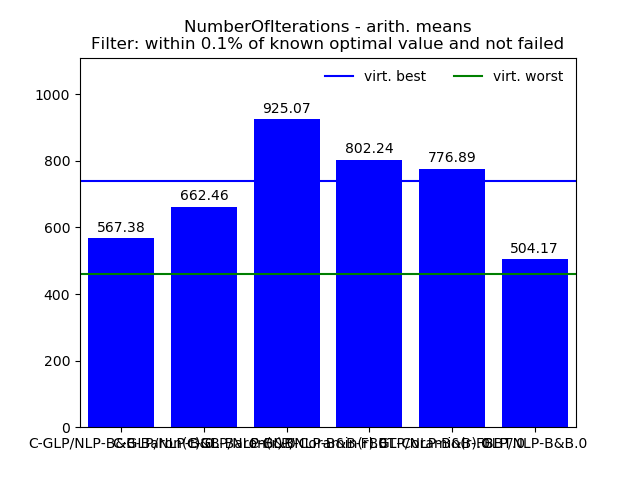 NumberOfIterations - arith. means
Filter: within 0.1% of known optimal value and not failed
virt. best
virt. worst
1000
800
600
400
200
0
567.38
662.46
925.07
802.24
776.89
504.17
C-GLP/NLP-B&B